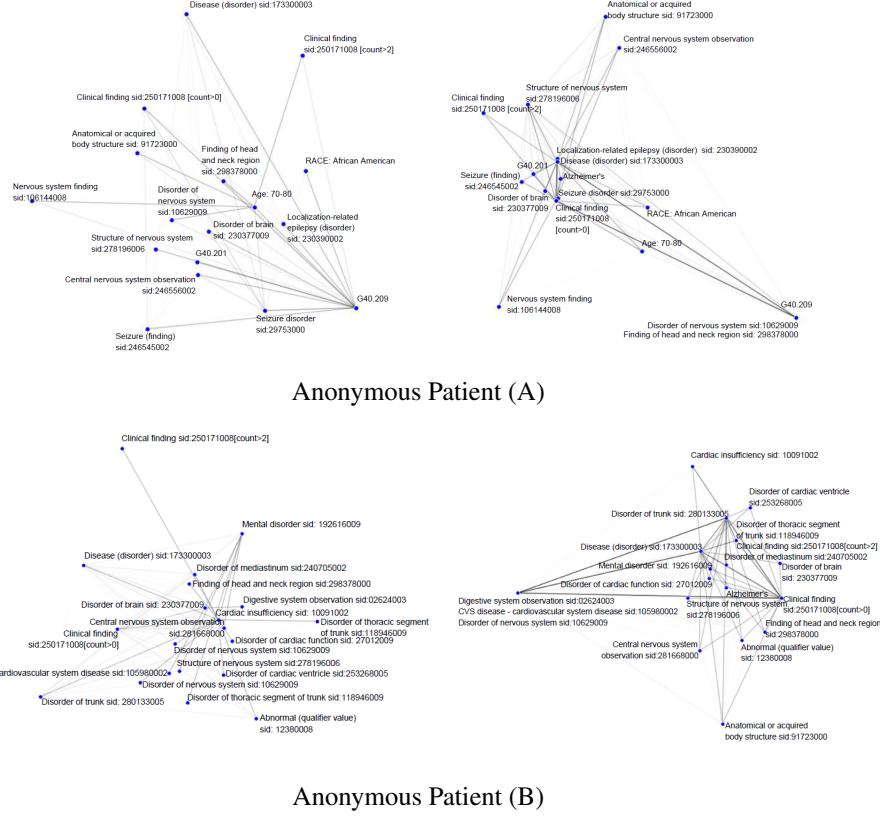 Disease (disorder) sid:173300003
Clinical finding
sid:250171008 [count>2]
Clinical finding sid:250171008 [count>0]
Anatomical or acquired
body structure sid: 91723000
Finding of head
and neck region
sid: 298378000
RACE: African American
Nervous system finding
sid:106144008
Disorder of
nervous system
sid:10629009
Age: 70-80
Localization-related
epilepsy (disorder)
sid: 230390002
Disorder of brain
sid: 230377009
Structure of nervous system
sid:278196006
G40.201
Central nervous system observation
sid:246556002
G40.209
Seizure disorder
sid:29753000
Seizure (finding)
sid:246545002
Anatomical or acquired
body structure sid: 91723000
Central nervous system observation
sid:246556002
Structure of nervous system
sid:278196006
Clinical finding
sid:250171008 [count>2]
Localization-related epilepsy (disorder) sid: 230390002
G40.201
Disease (disorder) sid:173300003
Seizure (finding)
sid:246545002
Alzheimer's
Disorder of brain
sid: 230377009
Seizure disorder sid:29753000
Clinical finding
sid:250171008
[count>0]
RACE: African American
Age: 70-80
Nervous system finding
sid:106144008
G40.209
Disorder of nervous system sid:10629009
Finding of head and neck region sid: 298378000
Anonymous Patient (A)
Clinical finding sid:250171008[count>2]
Mental disorder sid: 192616009
Disease (disorder) sid:173300003
Disorder of mediastinum sid:240705002
Finding of head and neck region sid:298378000
Digestive system observation sid:02624003
Disorder of brain sid: 230377009
Cardiac insufficiency sid: 10091002
Central nervous system observation
sid:281668000
Disorder of thoracic segment
of trunk sid:118946009
Clinical finding
sid:250171008[count>0]
Disorder of cardiac function sid: 27012009
Disorder of nervous system sid:10629009
Structure of nervous system sid:278196006
Cardiovascular system disease sid:105980002
Disorder of cardiac ventricle sid:253268005
Disorder of nervous system sid:10629009
Disorder of trunk sid: 280133005
Disorder of thoracic segment of trunk sid:118946009
Abnormal (qualifier value)
sid: 12380008
Cardiac insufficiency sid: 10091002
Disorder of cardiac ventricle
sid:253268005
Disorder of trunk sid: 280133005
Disorder of thoracic segment
of trunk sid:118946009
Disease (disorder) sid:173300003
Clinical finding sid:250171008[count>2]
Disorder of mediastinum sid:240705002
Mental disorder sid: 192616009
Disorder of brain
sid: 230377009
Disorder of cardiac function sid: 27012009
Alzheimer's
Digestive system observation sid:02624003
CVS disease - cardiovascular system disease sid:105980002
Disorder of nervous system sid:10629009
Structure of nervous system
sid:278196006
Clinical finding
sid:250171008[count>0]
Finding of head and neck region
sid:298378000
Central nervous system
observation sid:281668000
Abnormal (qualifier value)
sid: 12380008
Anatomical or acquired
body structure sid:91723000
Anonymous Patient (B)